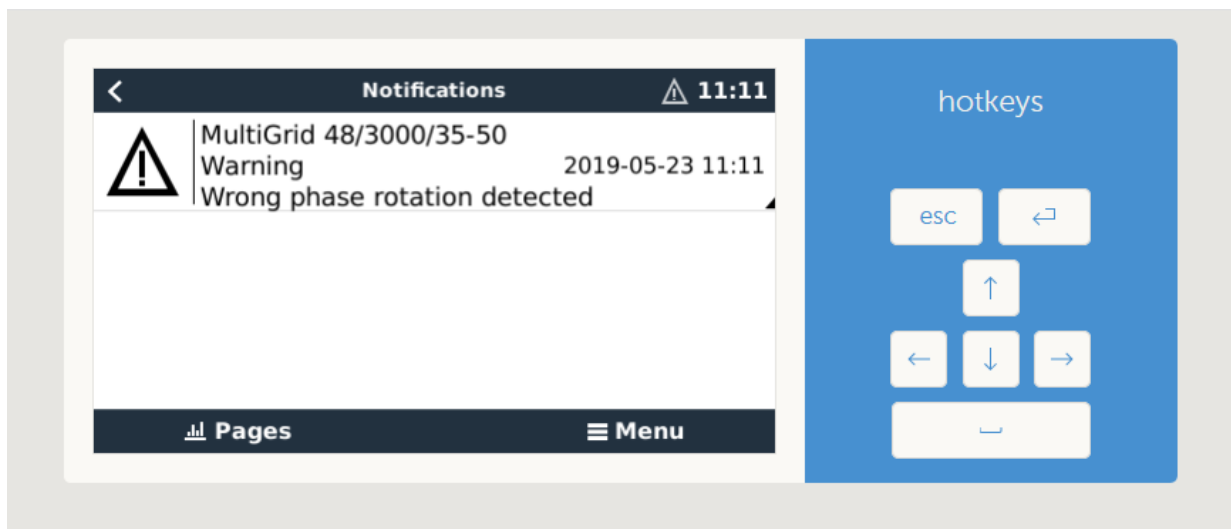 Notifications
11:11
MultiGrid 48/3000/35-50
Warning
2019-05-23 11:11
Wrong phase rotation detected
Pages
Menu
hotkeys
esc